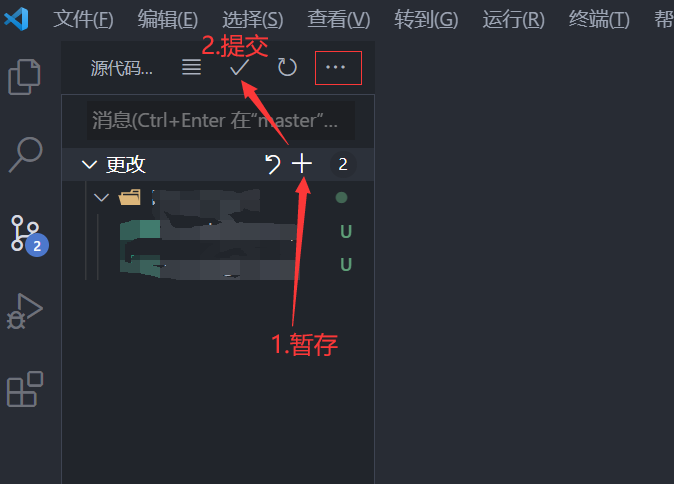 文件(F) 编辑(E) 选择(S) 查看(V) 转到(G) 运行(R) 终端(T) 帮
2.提交
源代码... ...
消息(Ctrl+Enter 在“master”...
更改 2
U
2
U
1.暂存